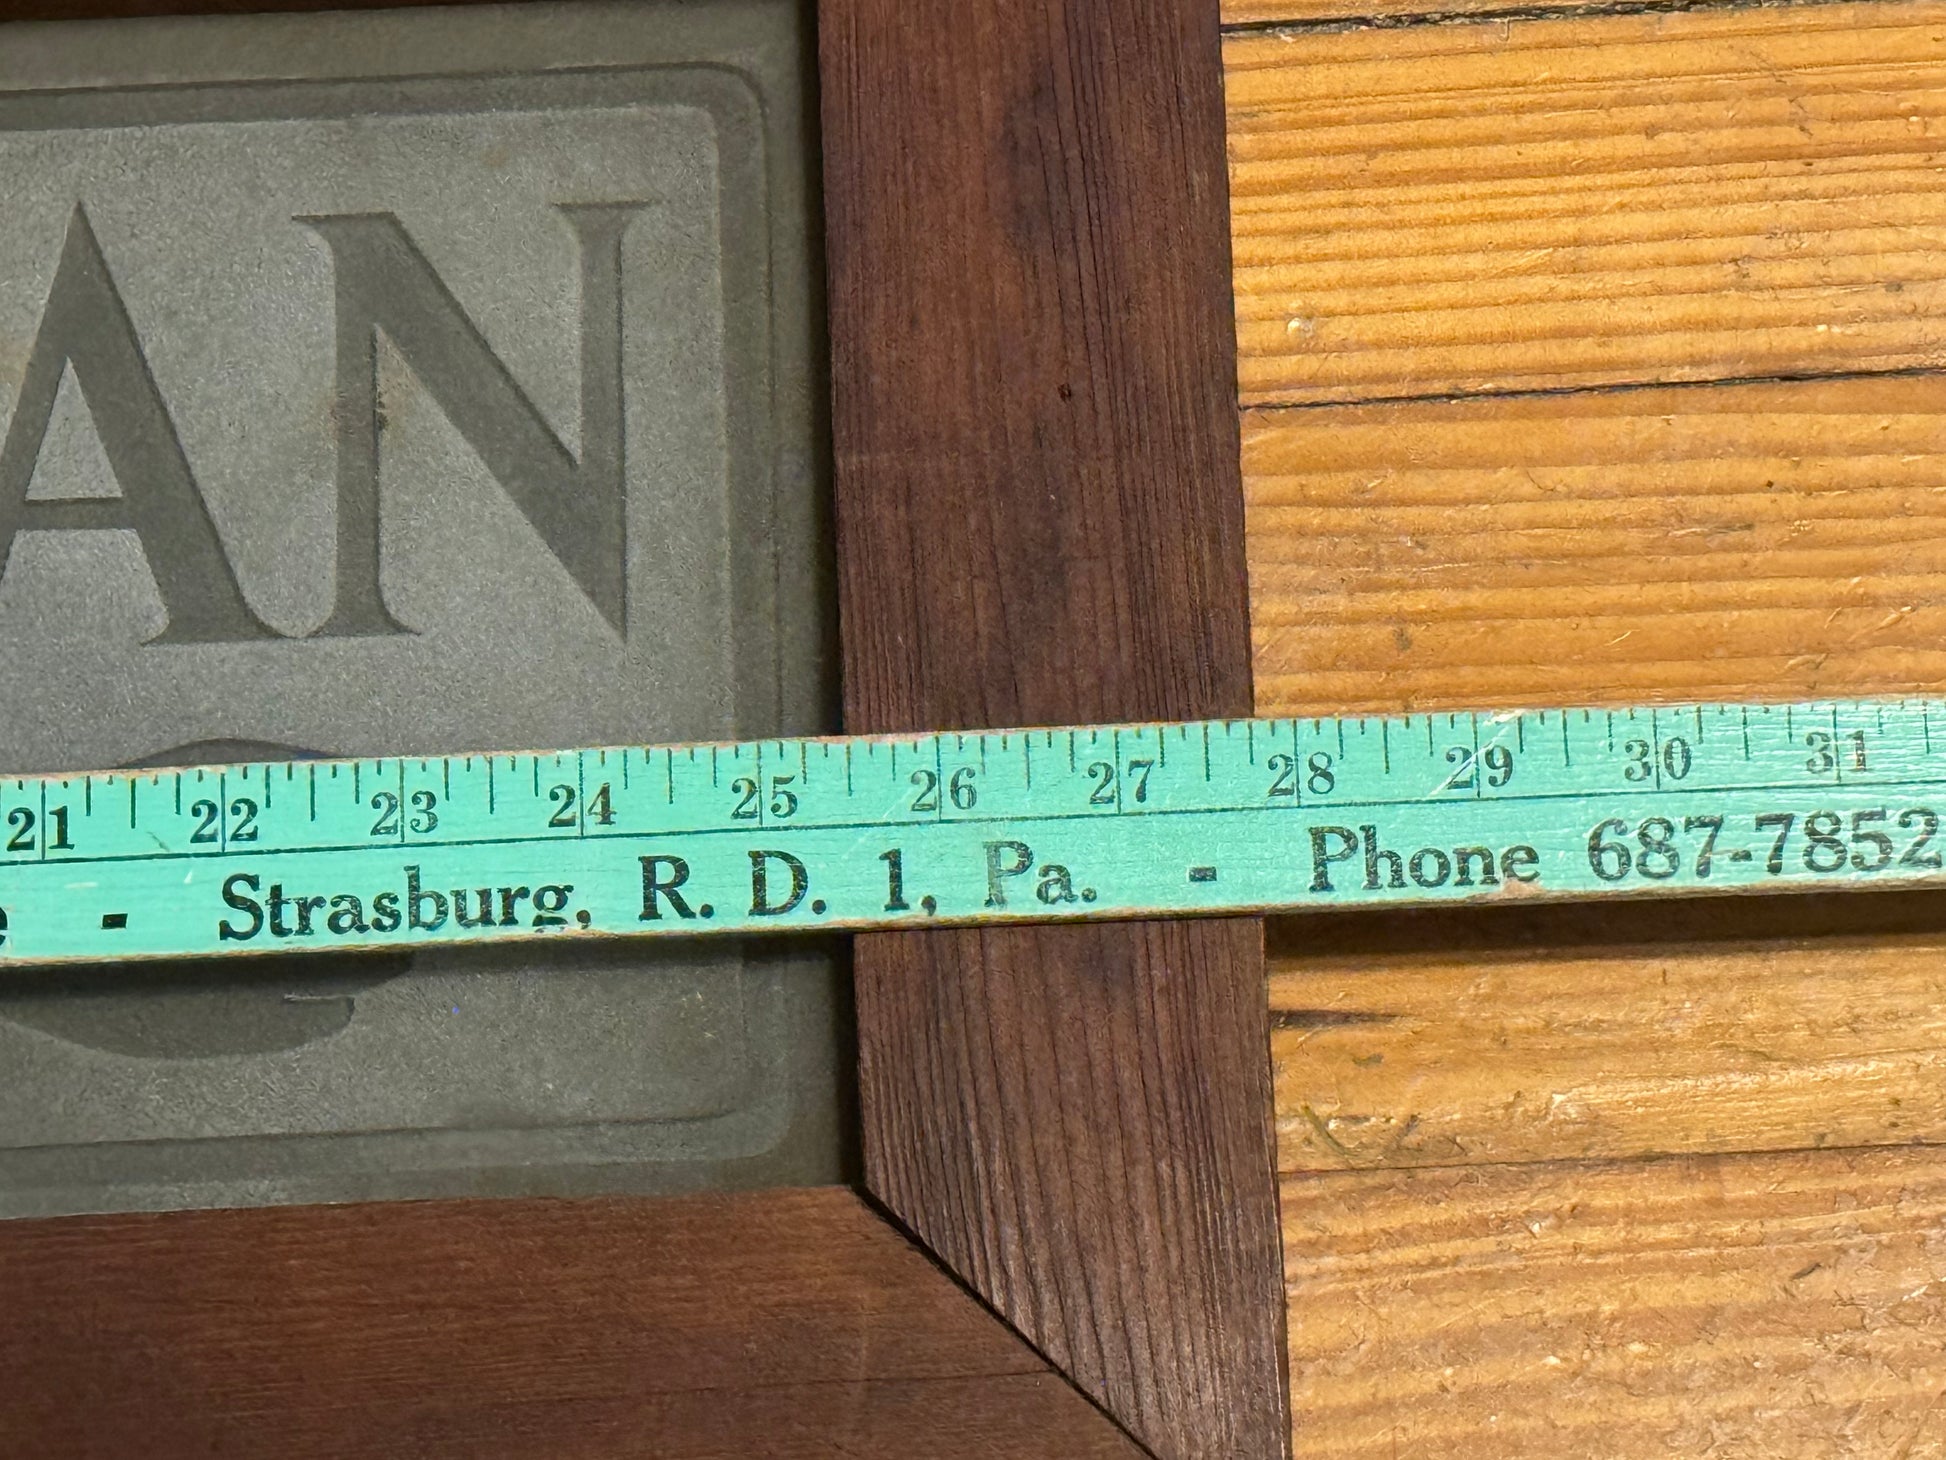 AN
21 22 23 24 25 26 27 28 29 30 31
- Strasburg, R. D. 1, Pa. - Phone 687-7852